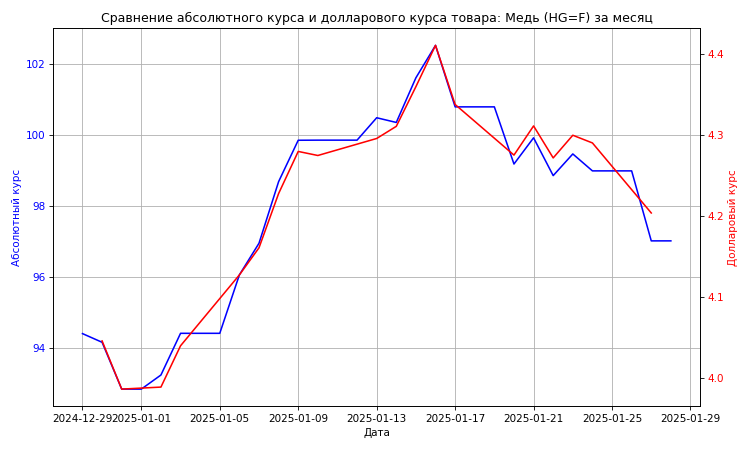 Сравнение абсолютного курса и долларового курса товара: Медь (HG=F) за месяц
102
100
98
96
94
Абсолютный курс
4.4
4.3
4.2
4.1
4.0
Долларовый курс
2024-12-29 2025-01-01 2025-01-05 2025-01-09 2025-01-13 2025-01-17 2025-01-21 2025-01-25 2025-01-29
Дата